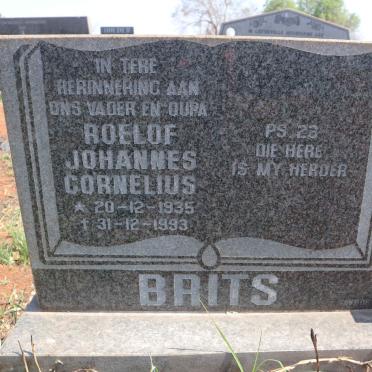 IN TERE
HERINNERING AAN
ONS VADER EN OUPA
ROELOF
JOHANNES
CORNELIUS
* 20-12-1935
† 31-12-1993
PS. 23
DIE HERE
IS MY HERDER
BRITS